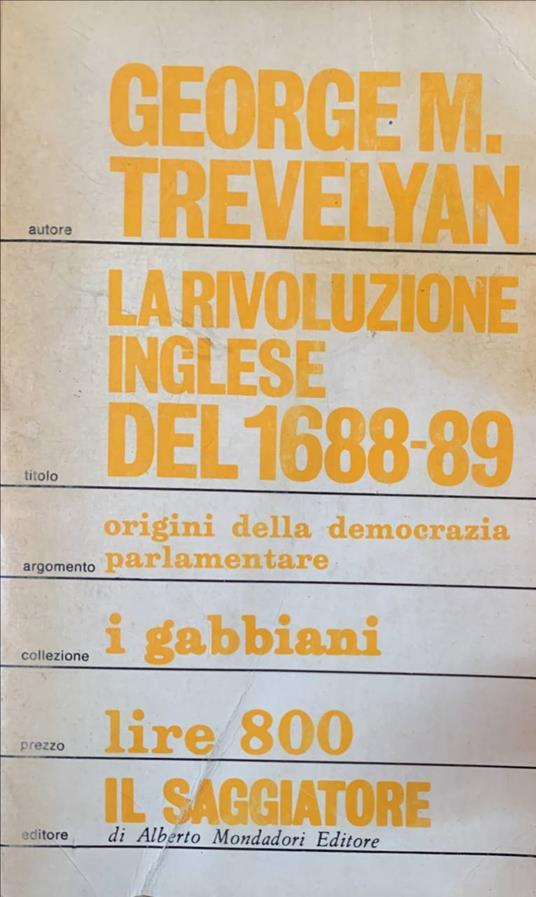 GEORGE M.
autore TREVELYAN
LA RIVOLUZIONE
INGLESE
titolo DEL 1688-89
origini della democrazia
argomento parlamentare
collezione i gabbiani
prezzo lire 800
IL SAGGIATORE
editore di Alberto Mondadori Editore